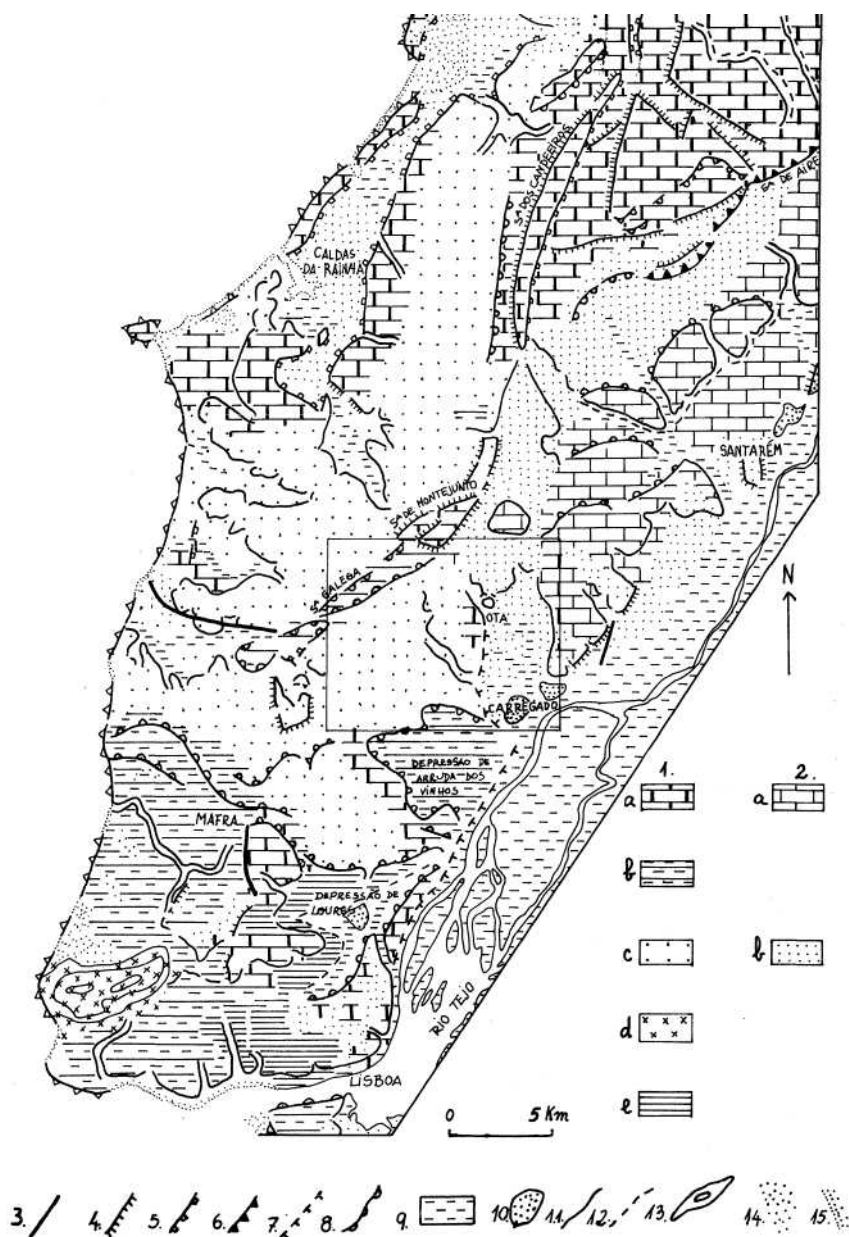 Sª DOS CANDEEIROS
Sª DE AIRE
CALDAS
DA RAINHA
SANTARÉM
Sª DE MONTEJUNTO
Sª GALEGA
OTA
N
CARREGADO
DEPRESSÃO DE
ARRUDA-DOS
VINHOS
MAFRA
DEPRESSÃO DE
LOURES
RIO TEJO
LISBOA
0 5 Km
1. 2.
a a
b
c b
d
e
3. 4. 5. 6. 7. 8. 9. 10. 11. 12. 13. 14. 15.